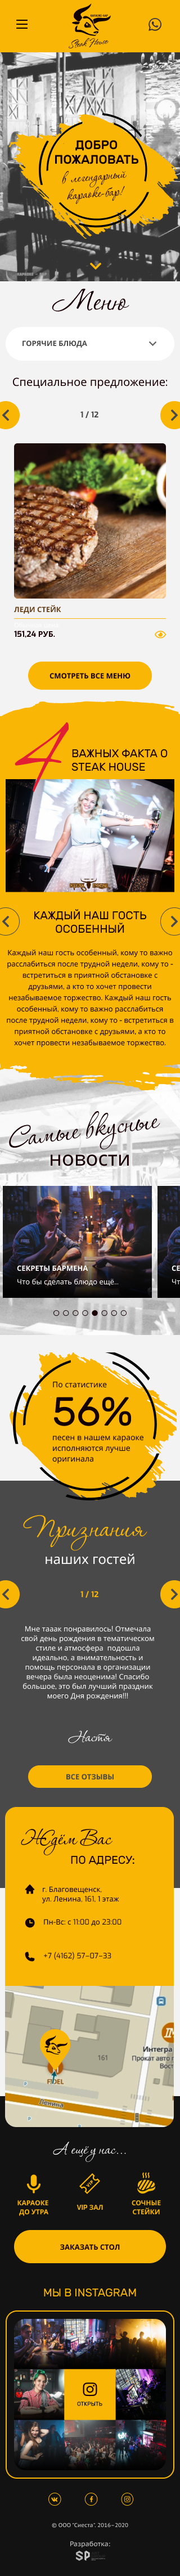 Steak House
ДОБРО
ПОЖАЛОВАТЬ
в легендарный
караоке-бар!
Меню
ГОРЯЧИЕ БЛЮДА
Специальное предложение:
1 / 12
ЛЕДИ СТЕЙК
151,24 РУБ.
СМОТРЕТЬ ВСЕ МЕНЮ
4 ВАЖНЫХ ФАКТА О
STEAK HOUSE
КАЖДЫЙ НАШ ГОСТЬ
ОСОБЕННЫЙ
Каждый наш гость особенный, кому то важно
расслабиться после трудной недели, кому то -
встретиться в приятной обстановке с
друзьями, а кто то хочет провести
незабываемое торжество. Каждый наш гость
особенный, кому то важно расслабиться
после трудной недели, кому то - встретиться в
приятной обстановке с друзьями, а кто то
хочет провести незабываемое торжество.
Самые вкусные
НОВОСТИ
СЕКРЕТЫ БАРМЕНА
Что бы сделать блюдо ещё...
СЕ
Чт
По статистике
56%
песен в нашем караоке
исполняются лучше
оригинала
Признания
наших гостей
1 / 12
Мне тааак понравилось! Отмечала
свой день рождения в тематическом
стиле и атмосфера подошла
идеально, а внимательность и
помощь персонала в организации
вечера была неоценима! Спасибо
большое, это был лучший праздник
моего Дня рождения!!!
Настя
ВСЕ ОТЗЫВЫ
Ждём Вас
ПО АДРЕСУ:
г. Благовещенск,
ул. Ленина, 161, 1 этаж
Пн-Вс: с 11:00 до 23:00
+7 (4162) 57-07-33
Интегра
Прокат авто
161
FIDEL
Ленина
А ещё у нас...
КАРАОКЕ
ДО УТРА
VIP ЗАЛ
СОЧНЫЕ
СТЕЙКИ
ЗАКАЗАТЬ СТОЛ
МЫ В INSTAGRAM
ОТКРЫТЬ
© ООО "Сиеста", 2016-2020
Разработка:
SP